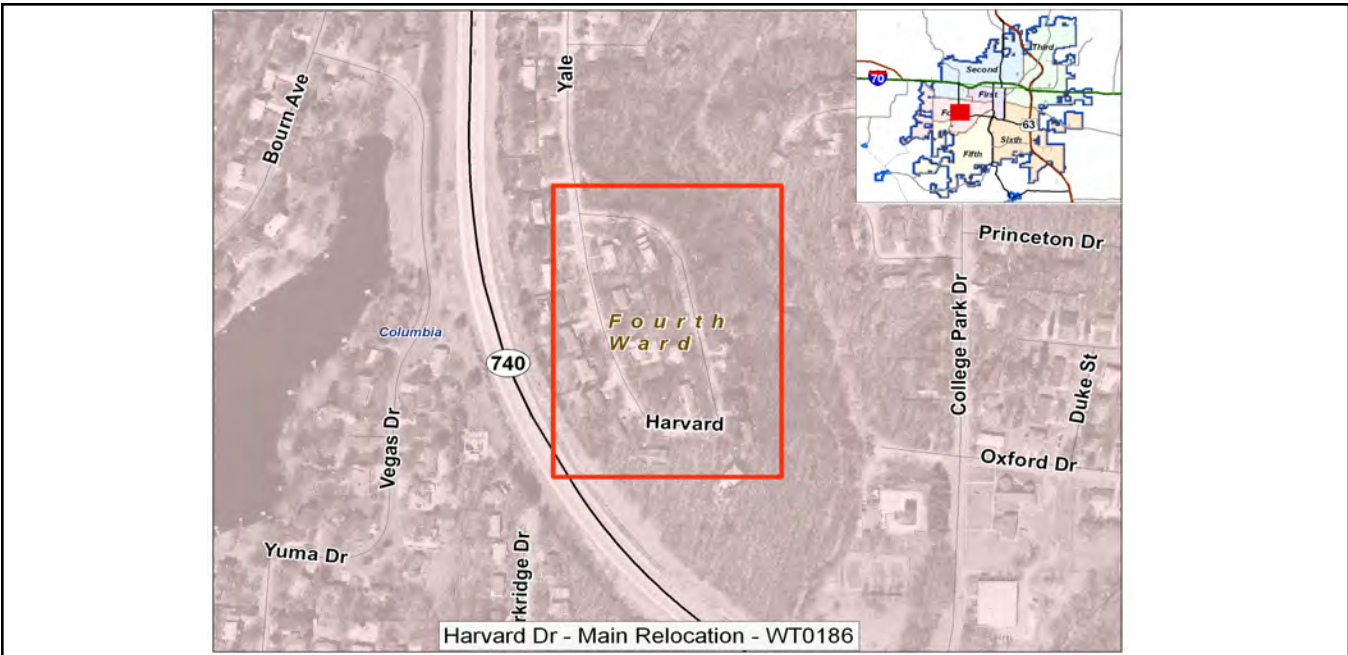 Bourn Ave
Yale
Second
Third
70
First
63
Sixth
Fifth
Princeton Dr
Columbia
Fourth
Ward
College Park Dr
740
Duke St
Vegas Dr
Harvard
Oxford Dr
Yuma Dr
rkridge Dr
Harvard Dr - Main Relocation - WT0186